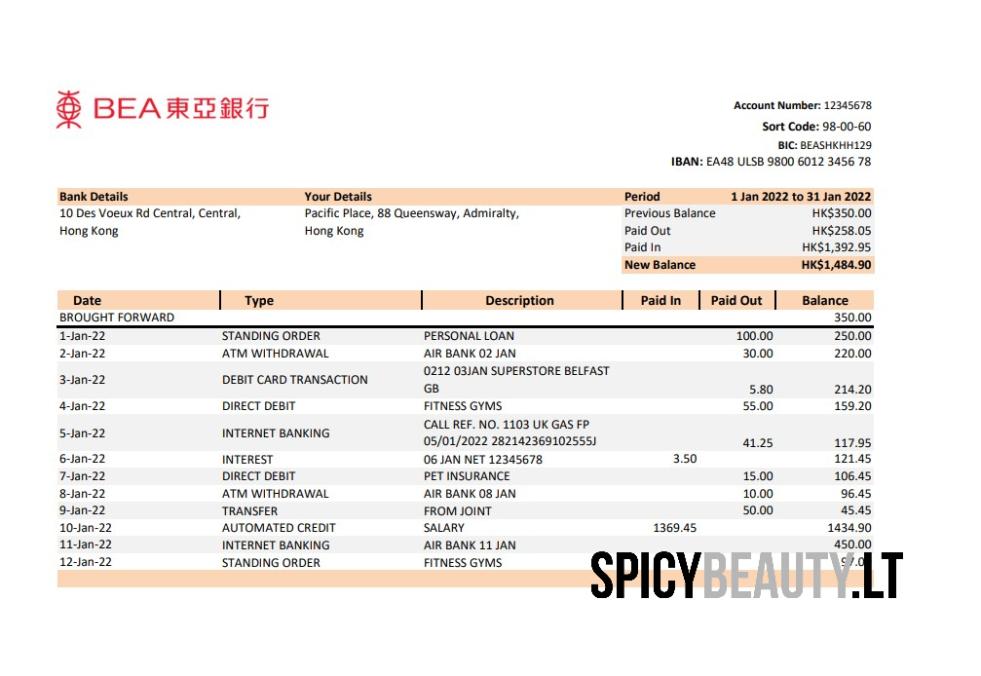 BEA東亞銀行
Account Number: 12345678
Sort Code: 98-00-60
BIC: BEASHKHH129
IBAN: EA48 ULSB 9800 6012 3456 78
Bank Details Your Details Period 1 Jan 2022 to 31 Jan 2022
10 Des Voeux Rd Central, Central, Pacific Place, 88 Queensway, Admiralty, Previous Balance HK$350.00
Hong Kong Hong Kong Paid Out HK$258.05
Paid In HK$1,392.95
New Balance HK$1,484.90
Date Type Description Paid In Paid Out Balance
BROUGHT FORWARD 350.00
1-Jan-22 STANDING ORDER PERSONAL LOAN 100.00 250.00
2-Jan-22 ATM WITHDRAWAL AIR BANK 02 JAN 30.00 220.00
0212 03JAN SUPERSTORE BELFAST
3-Jan-22 DEBIT CARD TRANSACTION GB 5.80 214.20
4-Jan-22 DIRECT DEBIT FITNESS GYMS 55.00 159.20
CALL REF. NO. 1103 UK GAS FP
5-Jan-22 INTERNET BANKING 05/01/2022 282142369102555J 41.25 117.95
6-Jan-22 INTEREST 06 JAN NET 12345678 3.50 121.45
7-Jan-22 DIRECT DEBIT PET INSURANCE 15.00 106.45
8-Jan-22 ATM WITHDRAWAL AIR BANK 08 JAN 10.00 96.45
9-Jan-22 TRANSFER FROM JOINT 50.00 45.45
10-Jan-22 AUTOMATED CREDIT SALARY 1369.45 1434.90
11-Jan-22 INTERNET BANKING AIR BANK 11 JAN 450.00
12-Jan-22 STANDING ORDER FITNESS GYMS
SPICYBEAUTY.LT